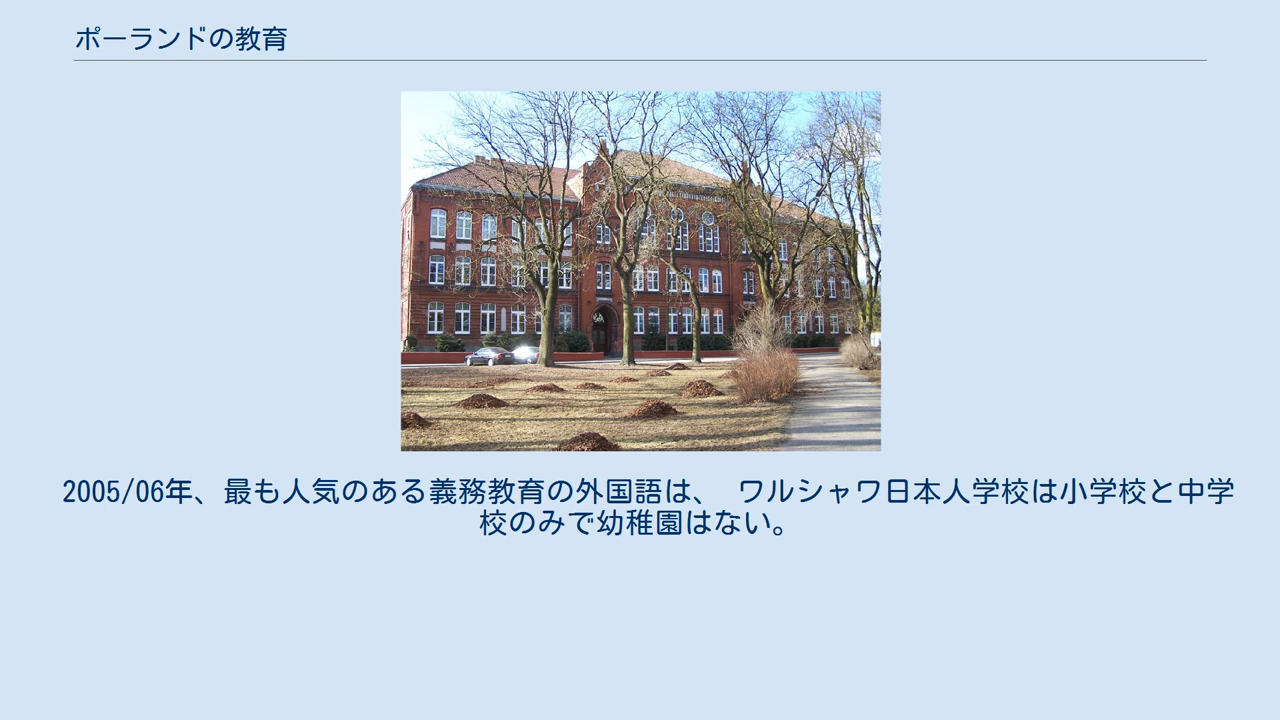 ポーランドの教育
2005/06年、最も人気のある義務教育の外国語は、 ワルシャワ日本人学校は小学校と中学
校のみで幼稚園はない。